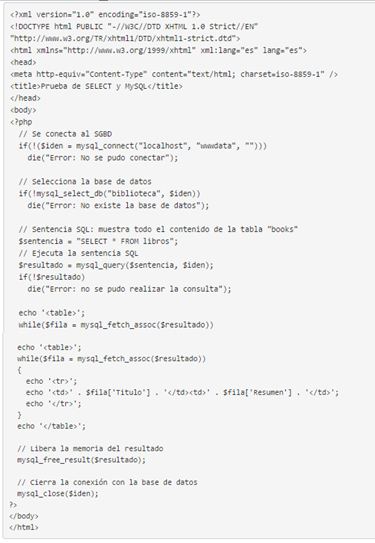 <?xml version="1.0" encoding="iso-8859-1"?>
<!DOCTYPE html PUBLIC "-//W3C//DTD XHTML 1.0 Strict//EN"
"http://www.w3.org/TR/xhtml1/DTD/xhtml1-strict.dtd">
<html xmlns="http://www.w3.org/1999/xhtml" xml:lang="es" lang="es">
<head>
<meta http-equiv="Content-Type" content="text/html; charset=iso-8859-1" />
<title>Prueba de SELECT y MySQL</title>
</head>
<body>
<?php
  // Se conecta al SGBD
  if(!($iden = mysql_connect("localhost", "wwwdata", "")))
    die("Error: No se pudo conectar");

  // Selecciona la base de datos
  if(!mysql_select_db("biblioteca", $iden))
    die("Error: No existe la base de datos");

  // Sentencia SQL: muestra todo el contenido de la tabla "books"
  $sentencia = "SELECT * FROM libros";
  // Ejecuta la sentencia SQL
  $resultado = mysql_query($sentencia, $iden);
  if(!$resultado)
    die("Error: no se pudo realizar la consulta");

  echo '<table>';
  while($fila = mysql_fetch_assoc($resultado))

  echo '<table>';
  while($fila = mysql_fetch_assoc($resultado))
  {
    echo '<tr>';
    echo '<td>' . $fila['Titulo'] . '</td><td>' . $fila['Resumen'] . '</td>';
    echo '</tr>';
  }
  echo '</table>';

  // Libera la memoria del resultado
  mysql_free_result($resultado);

  // Cierra la conexión con la base de datos
  mysql_close($iden);
?>
</body>
</html>